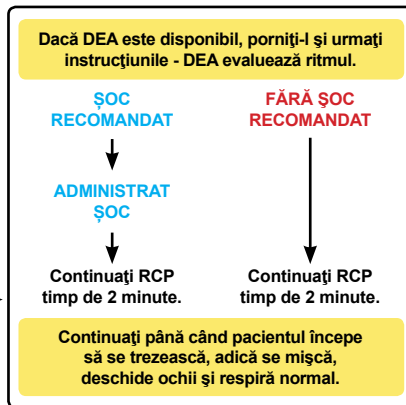 Dacă DEA este disponibil, porniţi-l şi urmaţi
instrucţiunile - DEA evaluează ritmul.
ȘOC
RECOMANDAT
ADMINISTRAT
ȘOC
Continuaţi RCP
timp de 2 minute.
FĂRĂ ŞOC
RECOMANDAT
Continuaţi RCP
timp de 2 minute.
Continuaţi până când pacientul începe
să se trezească, adică se mişcă,
deschide ochii şi respiră normal.